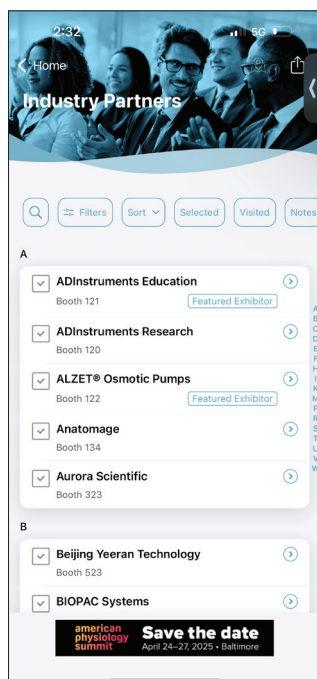 2:32 5G
Home
Industry Partners
Filters Sort Selected Visited Notes
A
ADInstruments Education
Booth 121 Featured Exhibitor
ADInstruments Research
Booth 120
ALZET® Osmotic Pumps
Booth 122 Featured Exhibitor
Anatomage
Booth 134
Aurora Scientific
Booth 323
B
Beijing Yeeran Technology
Booth 523
BIOPAC Systems
american
physiology
summit
Save the date
April 24–27, 2025 • Baltimore
A
B
C
D
E
F
H
I
K
M
P
R
S
T
U
V
W